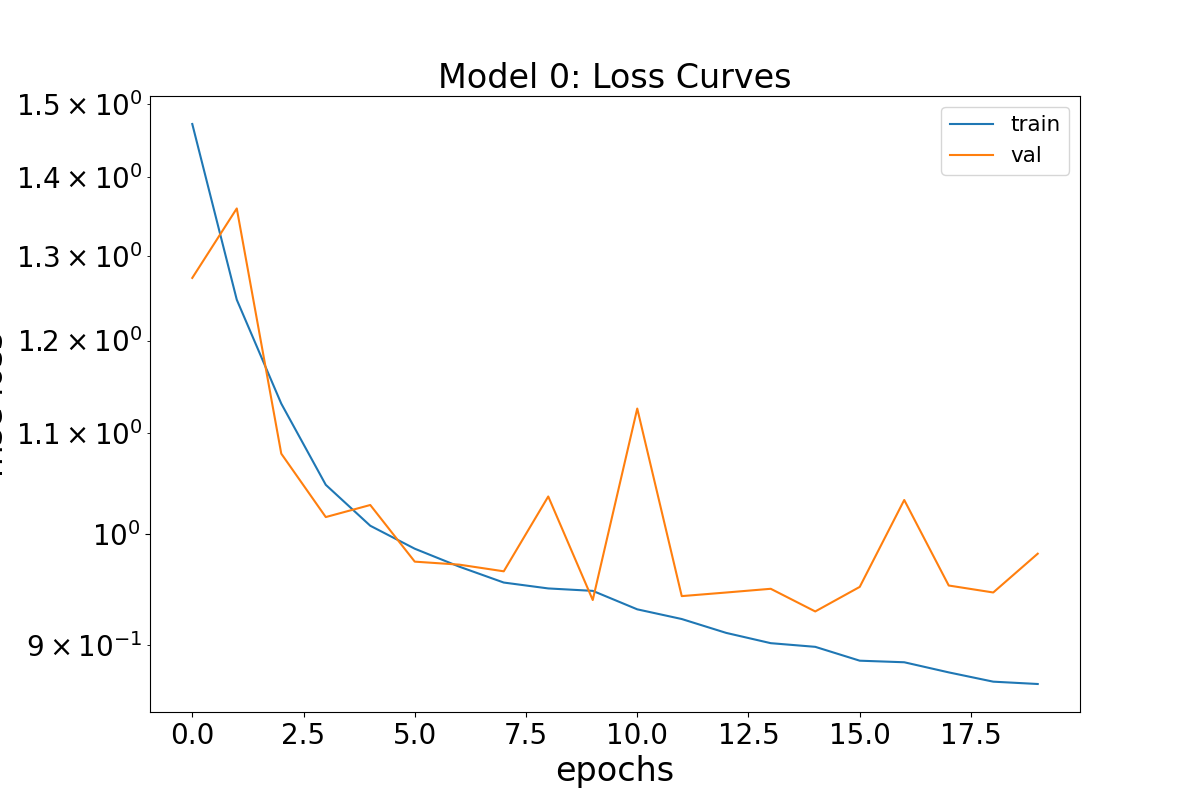 Model 0: Loss Curves
1.5 × 10⁰
1.4 × 10⁰
1.3 × 10⁰
1.2 × 10⁰
1.1 × 10⁰
10⁰
9 × 10⁻¹
train
val
0.0 2.5 5.0 7.5 10.0 12.5 15.0 17.5
epochs